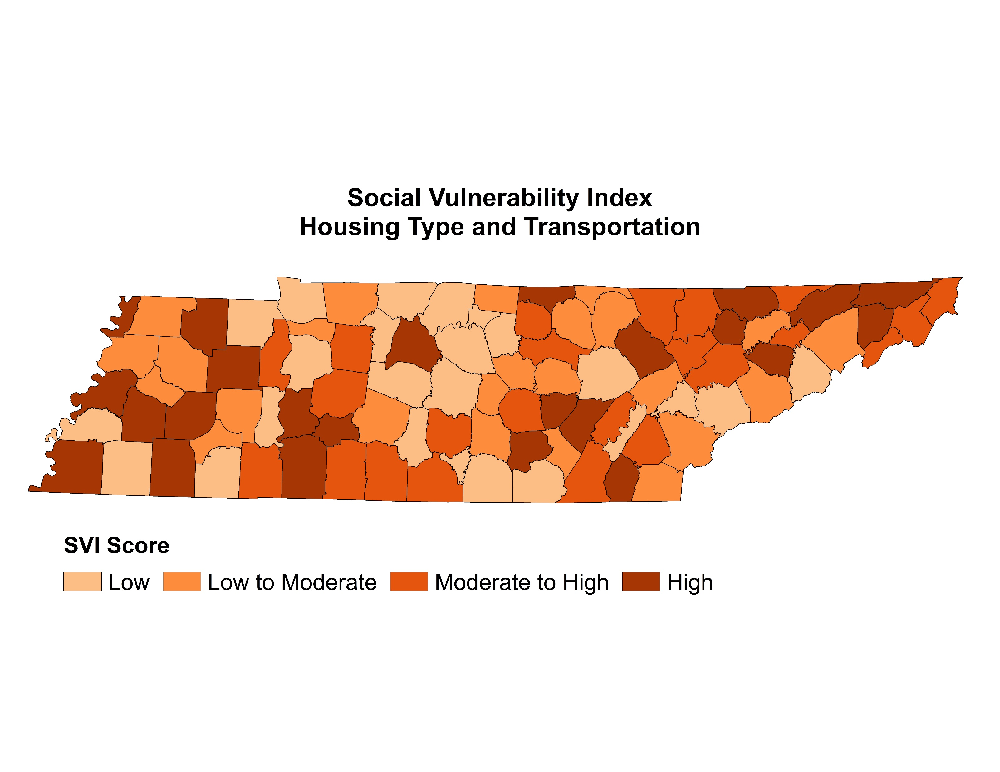 Social Vulnerability Index
Housing Type and Transportation
SVI Score
Low Low to Moderate Moderate to High High